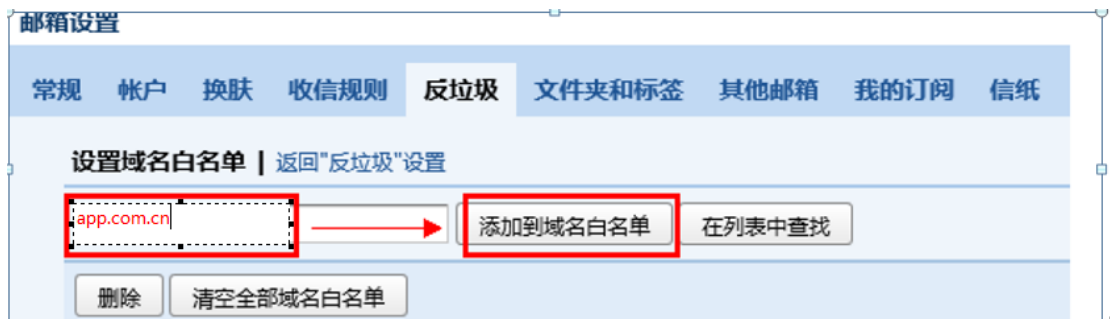 邮箱设置
常规 帐户 换肤 收信规则 反垃圾 文件夹和标签 其他邮箱 我的订阅 信纸
设置域名白名单 | 返回"反垃圾"设置
app.com.cn 添加到域名白名单 在列表中查找
删除 清空全部域名白名单